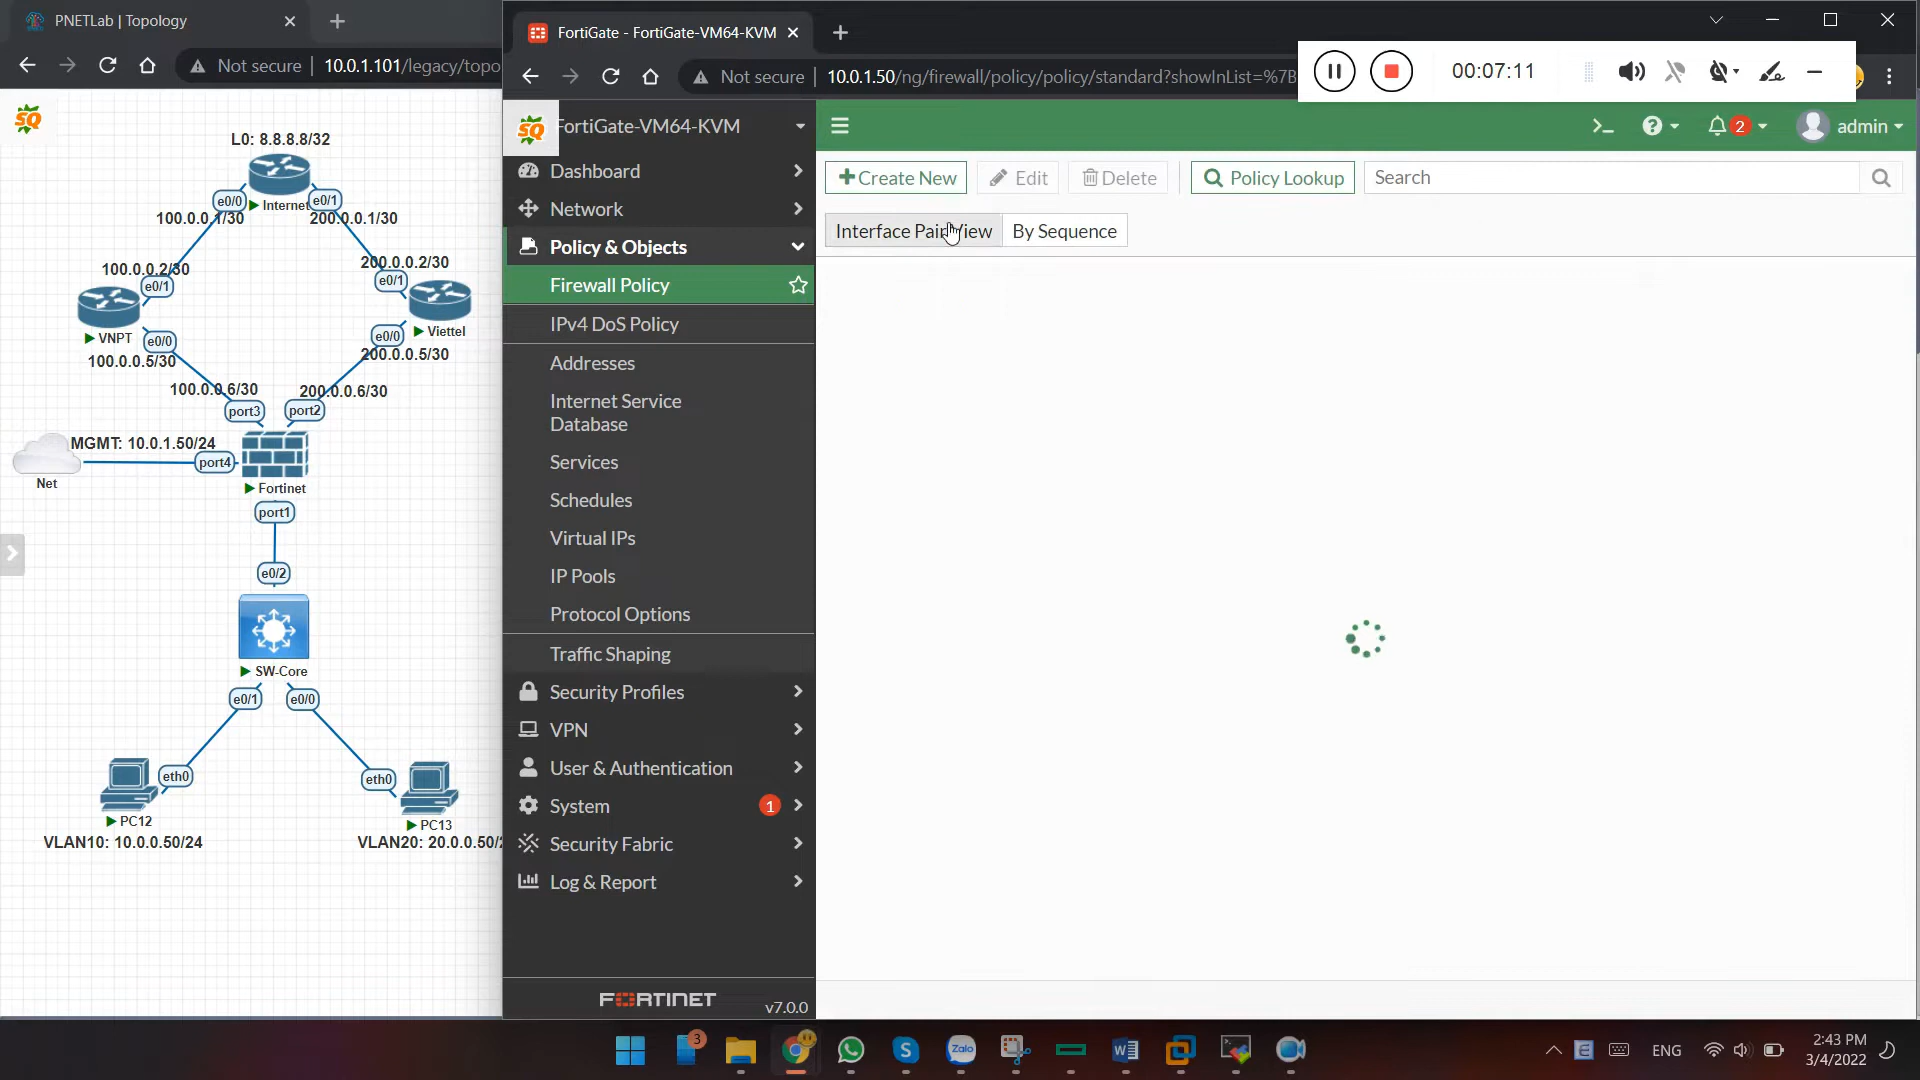 PNETLab | Topology
FortiGate - FortiGate-VM64-KVM
Not secure
10.0.1.101/legacy/topo
Not secure
10.0.1.50/ng/firewall/policy/policy/standard?showInList=%7B
00:07:11
SQ
L0: 8.8.8.8/32
e0/0
e0/1
Internet
100.0.0.1/30
200.0.0.1/30
100.0.0.2/30
200.0.0.2/30
e0/1
e0/1
VNPT
Viettel
e0/0
e0/0
100.0.0.5/30
200.0.0.5/30
100.0.0.6/30
200.0.0.6/30
port3
port2
MGMT: 10.0.1.50/24
port4
Net
Fortinet
port1
e0/2
SW-Core
e0/1
e0/0
eth0
eth0
PC12
PC13
VLAN10: 10.0.0.50/24
VLAN20: 20.0.0.50/2
SQ
FortiGate-VM64-KVM
Dashboard
Network
Policy & Objects
Firewall Policy
IPv4 DoS Policy
Addresses
Internet Service
Database
Services
Schedules
Virtual IPs
IP Pools
Protocol Options
Traffic Shaping
Security Profiles
VPN
User & Authentication
System
1
Security Fabric
Log & Report
FORTINET
v7.0.0
2
admin
Create New
Edit
Delete
Policy Lookup
Search
Interface Pair View
By Sequence
3
Zalo
ENG
2:43 PM
3/4/2022